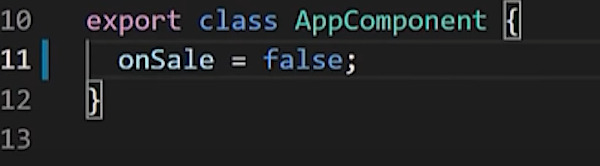 10 export class AppComponent {
11 onSale = false;
12 }
13